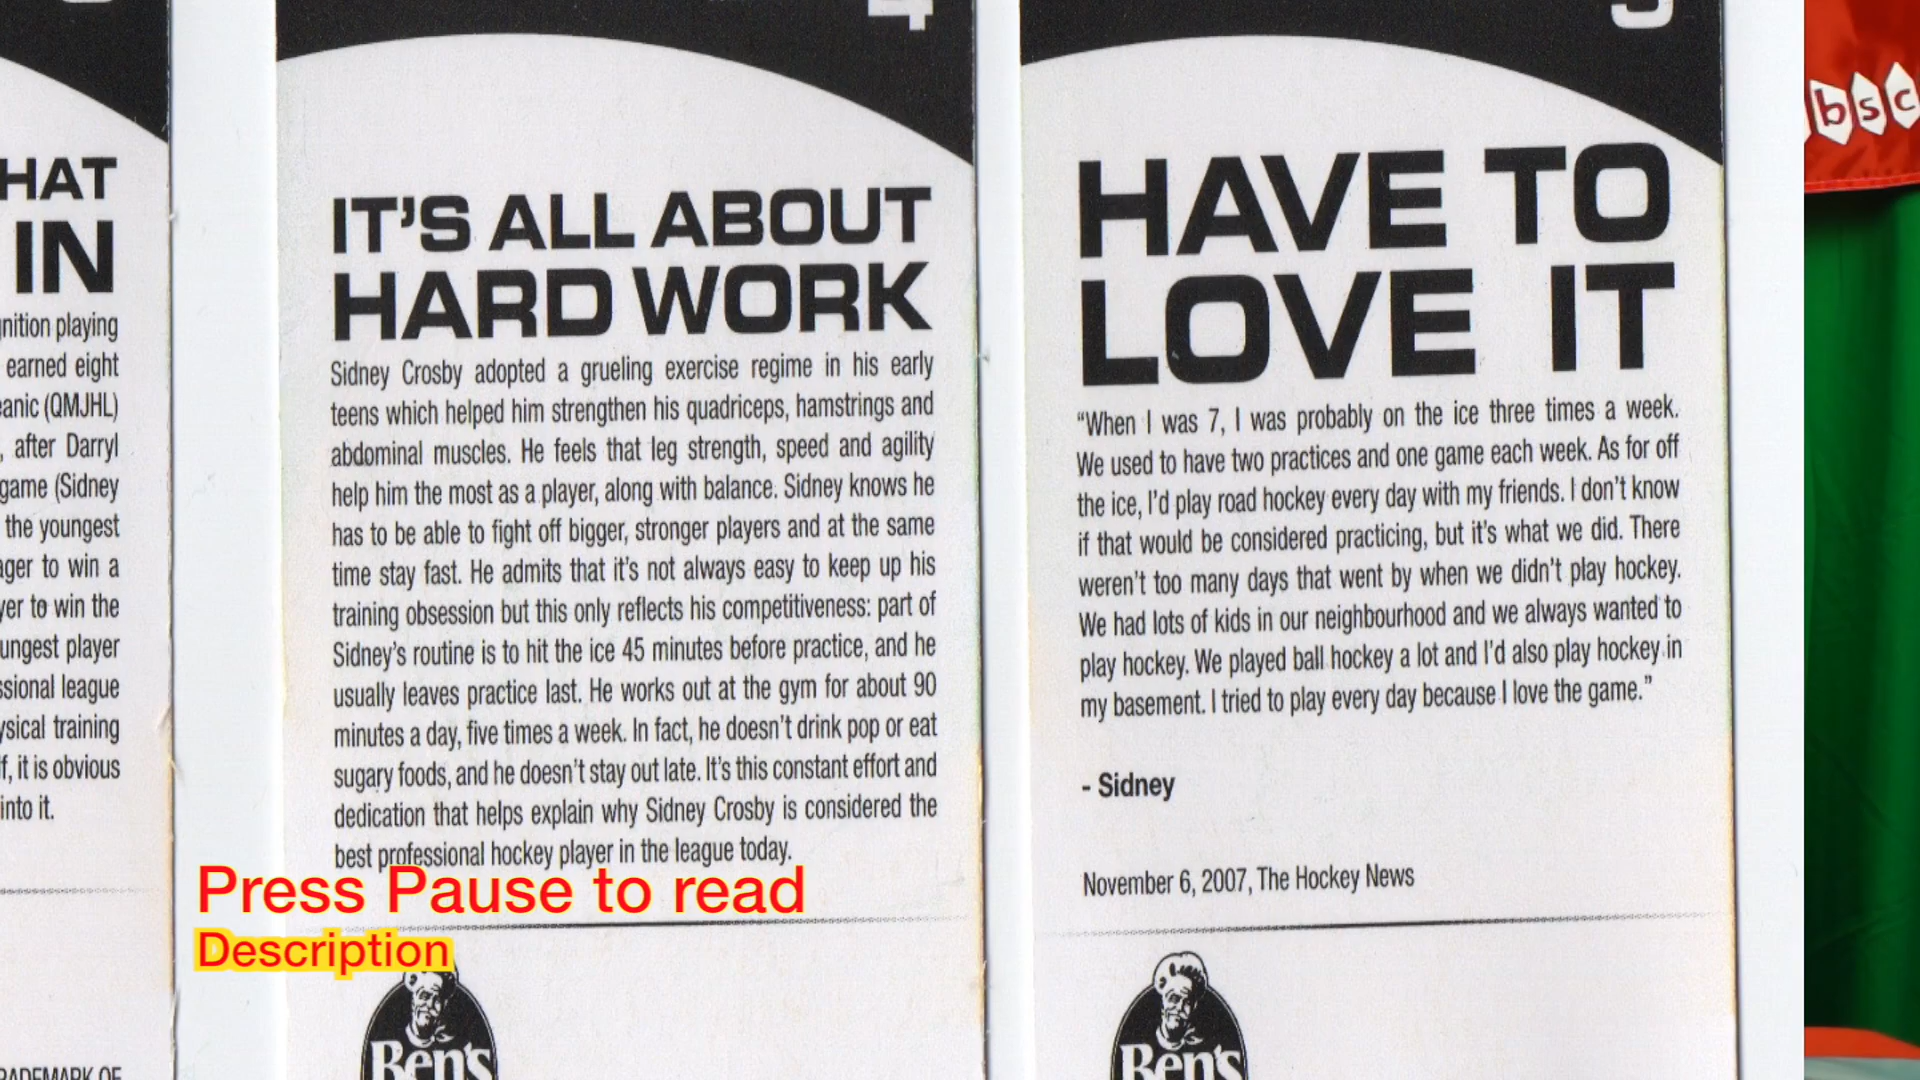 HAT
IN
gnition playing
earned eight
eanic (QMJHL)
, after Darryl
game (Sidney
the youngest
ager to win a
yer to win the
ungest player
ssional league
ysical training
f, it is obvious
into it.
RADEMARK OF
4
IT'S ALL ABOUT
HARD WORK
Sidney Crosby adopted a grueling exercise regime in his early
teens which helped him strengthen his quadriceps, hamstrings and
abdominal muscles. He feels that leg strength, speed and agility
help him the most as a player, along with balance. Sidney knows he
has to be able to fight off bigger, stronger players and at the same
time stay fast. He admits that it's not always easy to keep up his
training obsession but this only reflects his competitiveness: part of
Sidney's routine is to hit the ice 45 minutes before practice, and he
usually leaves practice last. He works out at the gym for about 90
minutes a day, five times a week. In fact, he doesn't drink pop or eat
sugary foods, and he doesn't stay out late. It's this constant effort and
dedication that helps explain why Sidney Crosby is considered the
best professional hockey player in the league today.
Press Pause to read
Description
Ben's
HAVE TO
LOVE IT
“When I was 7, I was probably on the ice three times a week.
We used to have two practices and one game each week. As for off
the ice, I'd play road hockey every day with my friends. I don't know
if that would be considered practicing, but it's what we did. There
weren't too many days that went by when we didn't play hockey.
We had lots of kids in our neighbourhood and we always wanted to
play hockey. We played ball hockey a lot and I'd also play hockey in
my basement. I tried to play every day because I love the game.”
- Sidney
November 6, 2007, The Hockey News
Ben's
bsc